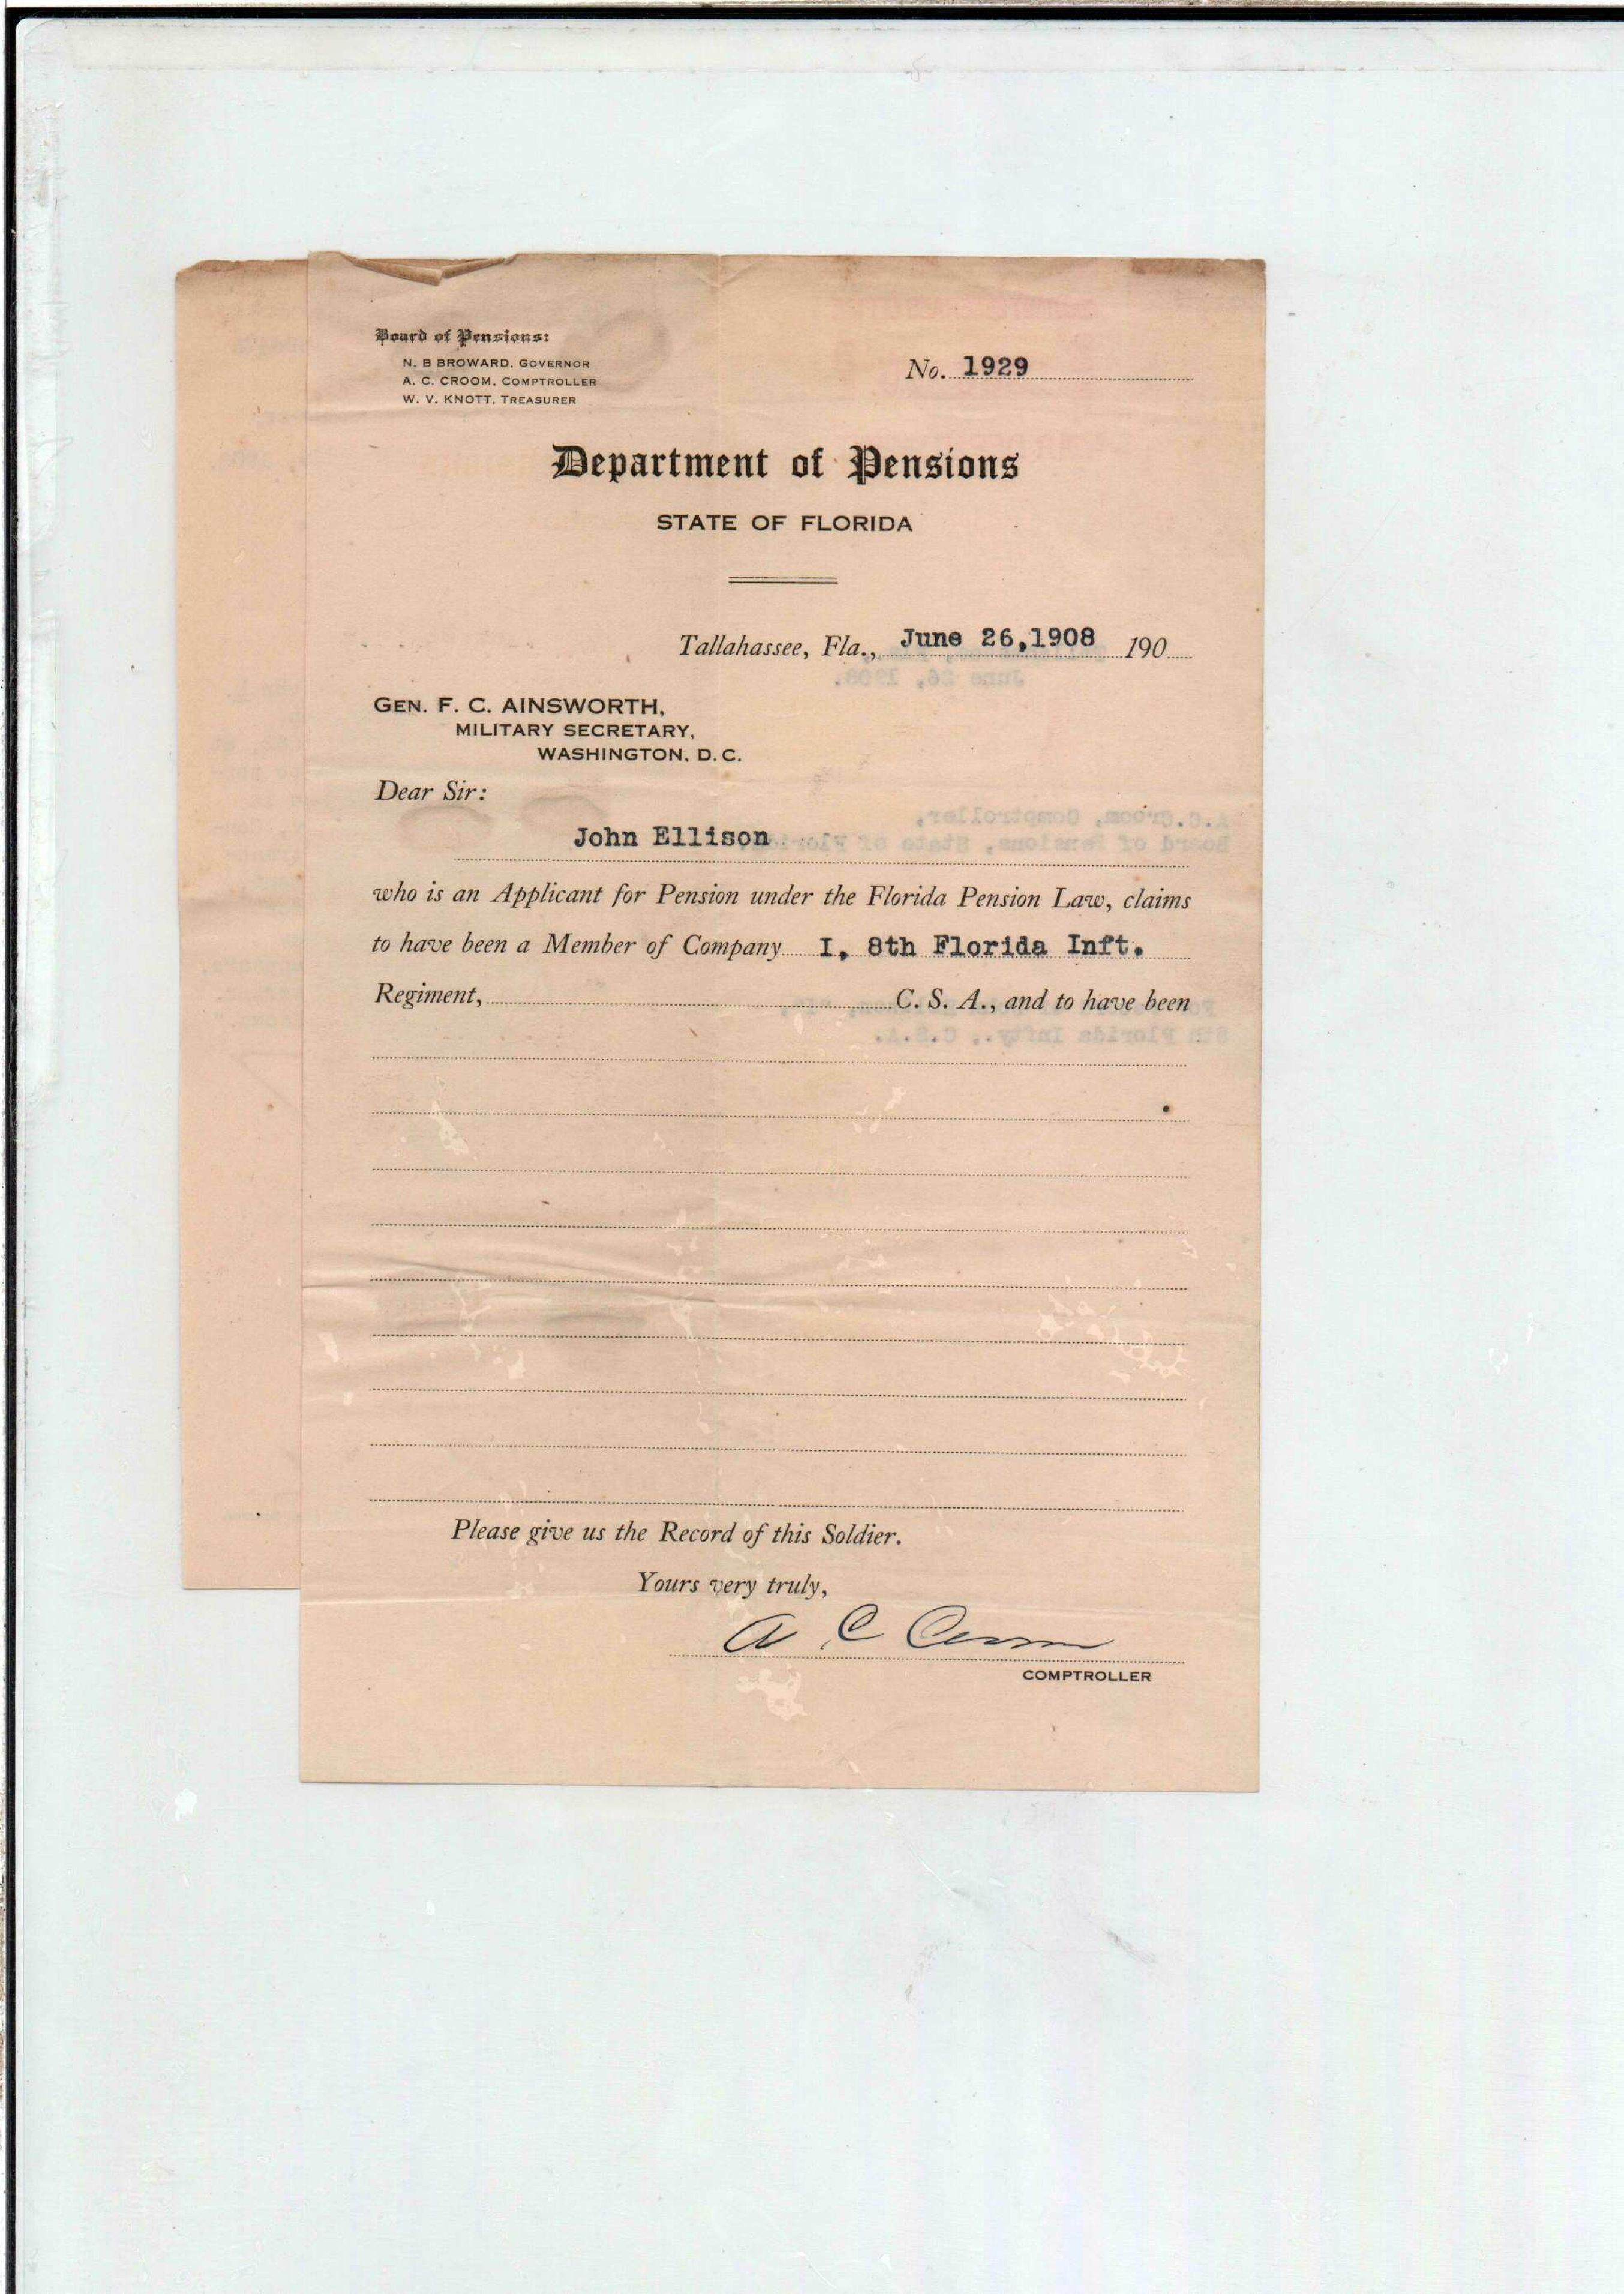 Board of Pensions:
N. B BROWARD, GOVERNOR
A. C. CROOM, COMPTROLLER
W. V. KNOTT, TREASURER
No. 1929
Department of Pensions
STATE OF FLORIDA
Tallahassee, Fla., June 26,1908 190
GEN. F. C. AINSWORTH,
MILITARY SECRETARY,
WASHINGTON, D. C.
Dear Sir:
John Ellison
who is an Applicant for Pension under the Florida Pension Law, claims
to have been a Member of Company I, 8th Florida Inft.
Regiment, C. S. A., and to have been
Please give us the Record of this Soldier.
Yours very truly,
A C Croom
COMPTROLLER